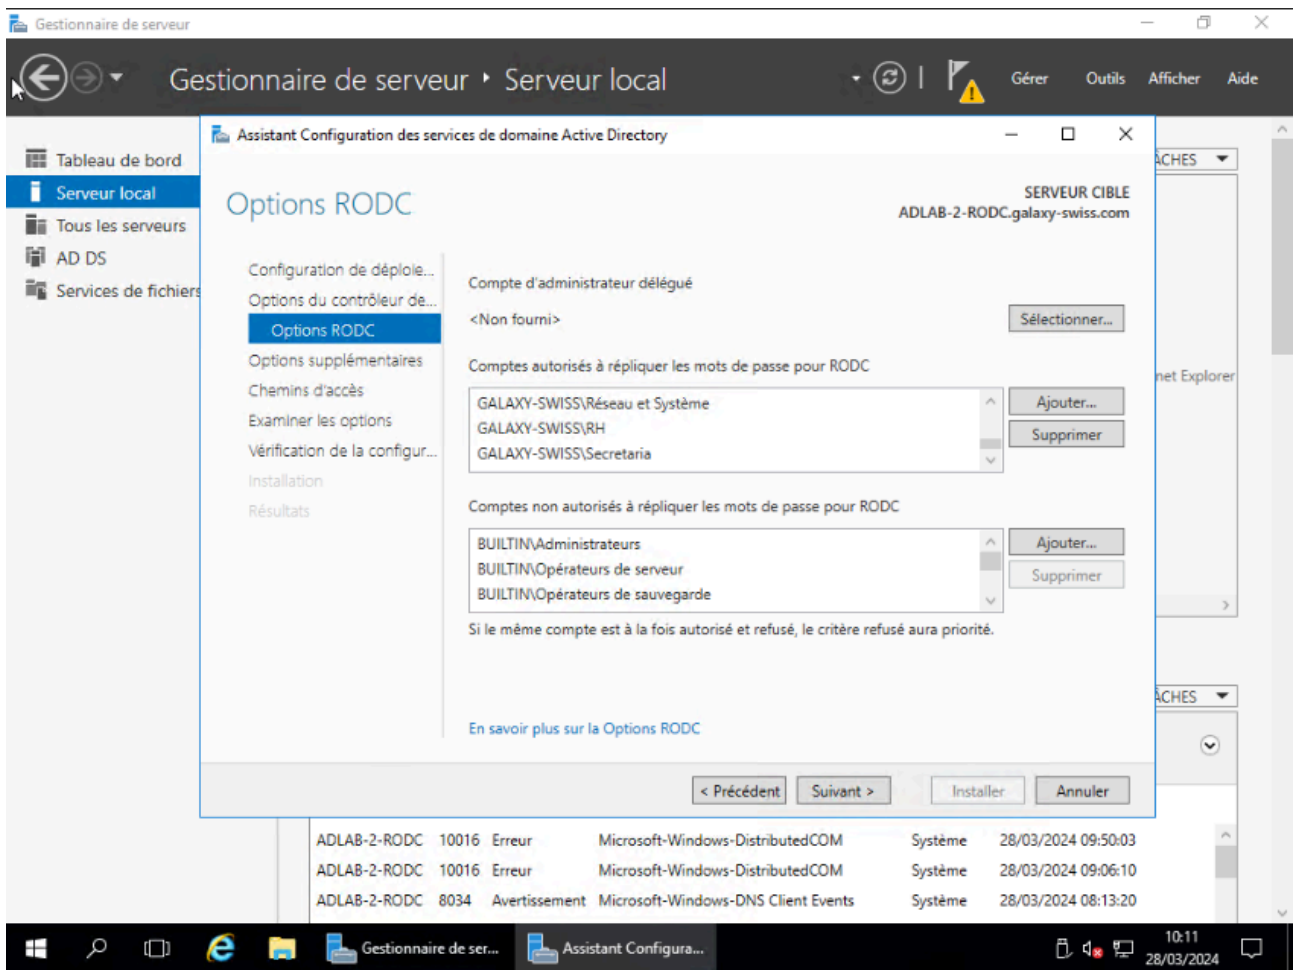 Gestionnaire de serveur
Gestionnaire de serveur ‣ Serveur local
Gérer Outils Afficher Aide
Tableau de bord
Serveur local
Tous les serveurs
AD DS
Services de fichiers
ÂCHES
net Explorer
Assistant Configuration des services de domaine Active Directory
Options RODC
SERVEUR CIBLE
ADLAB-2-RODC.galaxy-swiss.com
Configuration de déploie...
Options du contrôleur de...
Options RODC
Options supplémentaires
Chemins d'accès
Examiner les options
Vérification de la configur...
Installation
Résultats
Compte d'administrateur délégué
<Non fourni>
Sélectionner...
Comptes autorisés à répliquer les mots de passe pour RODC
GALAXY-SWISS\Réseau et Système
GALAXY-SWISS\RH
GALAXY-SWISS\Secretaria
Ajouter...
Supprimer
Comptes non autorisés à répliquer les mots de passe pour RODC
BUILTIN\Administrateurs
BUILTIN\Opérateurs de serveur
BUILTIN\Opérateurs de sauvegarde
Ajouter...
Supprimer
Si le même compte est à la fois autorisé et refusé, le critère refusé aura priorité.
En savoir plus sur la Options RODC
< Précédent Suivant > Installer Annuler
ÂCHES
ADLAB-2-RODC 10016 Erreur Microsoft-Windows-DistributedCOM Système 28/03/2024 09:50:03
ADLAB-2-RODC 10016 Erreur Microsoft-Windows-DistributedCOM Système 28/03/2024 09:06:10
ADLAB-2-RODC 8034 Avertissement Microsoft-Windows-DNS Client Events Système 28/03/2024 08:13:20
Gestionnaire de ser...
Assistant Configura...
10:11
28/03/2024